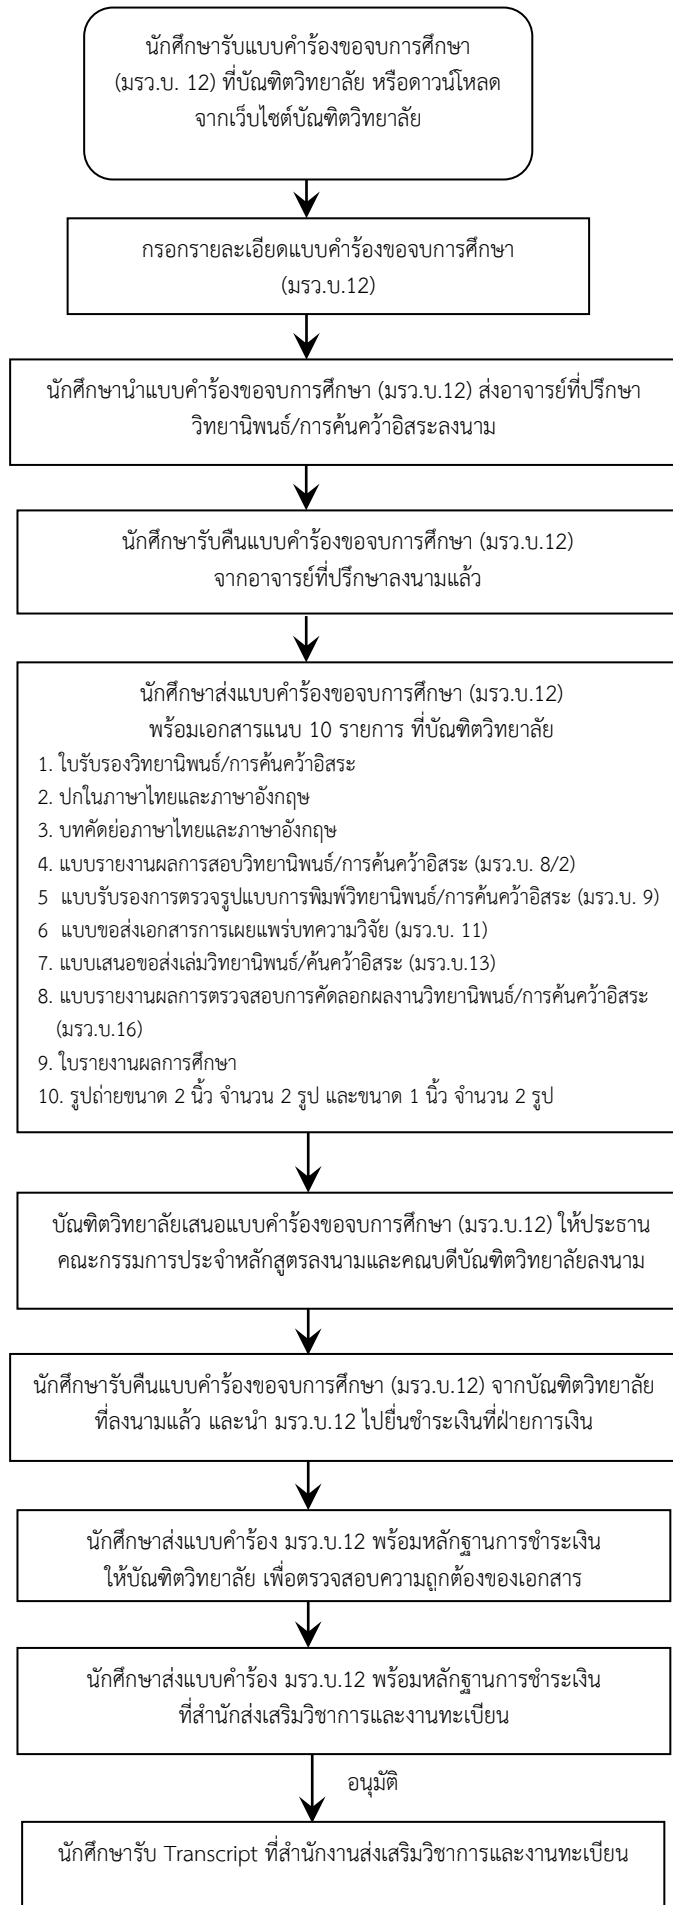 นักศึกษารับแบบคำร้องขอจบการศึกษา
(มรว.บ. 12) ที่บัณฑิตวิทยาลัย หรือดาวน์โหลด
จากเว็บไซต์บัณฑิตวิทยาลัย
กรอกรายละเอียดแบบคำร้องขอจบการศึกษา
(มรว.บ.12)
นักศึกษานำแบบคำร้องขอจบการศึกษา (มรว.บ.12) ส่งอาจารย์ที่ปรึกษา
วิทยานิพนธ์/การค้นคว้าอิสระลงนาม
นักศึกษารับคืนแบบคำร้องขอจบการศึกษา (มรว.บ.12)
จากอาจารย์ที่ปรึกษาลงนามแล้ว
นักศึกษาส่งแบบคำร้องขอจบการศึกษา (มรว.บ.12)
พร้อมเอกสารแนบ 10 รายการ ที่บัณฑิตวิทยาลัย
1. ใบรับรองวิทยานิพนธ์/การค้นคว้าอิสระ
2. ปกในภาษาไทยและภาษาอังกฤษ
3. บทคัดย่อภาษาไทยและภาษาอังกฤษ
4. แบบรายงานผลการสอบวิทยานิพนธ์/การค้นคว้าอิสระ (มรว.บ. 8/2)
5 แบบรับรองการตรวจรูปแบบการพิมพ์วิทยานิพนธ์/การค้นคว้าอิสระ (มรว.บ. 9)
6 แบบขอส่งเอกสารการเผยแพร่บทความวิจัย (มรว.บ. 11)
7. แบบเสนอขอส่งเล่มวิทยานิพนธ์/ค้นคว้าอิสระ (มรว.บ.13)
8. แบบรายงานผลการตรวจสอบการคัดลอกผลงานวิทยานิพนธ์/การค้นคว้าอิสระ
(มรว.บ.16)
9. ใบรายงานผลการศึกษา
10. รูปถ่ายขนาด 2 นิ้ว จำนวน 2 รูป และขนาด 1 นิ้ว จำนวน 2 รูป
บัณฑิตวิทยาลัยเสนอแบบคำร้องขอจบการศึกษา (มรว.บ.12) ให้ประธาน
คณะกรรมการประจำหลักสูตรลงนามและคณบดีบัณฑิตวิทยาลัยลงนาม
นักศึกษารับคืนแบบคำร้องขอจบการศึกษา (มรว.บ.12) จากบัณฑิตวิทยาลัย
ที่ลงนามแล้ว และนำ มรว.บ.12 ไปยื่นชำระเงินที่ฝ่ายการเงิน
นักศึกษาส่งแบบคำร้อง มรว.บ.12 พร้อมหลักฐานการชำระเงิน
ให้บัณฑิตวิทยาลัย เพื่อตรวจสอบความถูกต้องของเอกสาร
นักศึกษาส่งแบบคำร้อง มรว.บ.12 พร้อมหลักฐานการชำระเงิน
ที่สำนักส่งเสริมวิชาการและงานทะเบียน
อนุมัติ
นักศึกษารับ Transcript ที่สำนักงานส่งเสริมวิชาการและงานทะเบียน